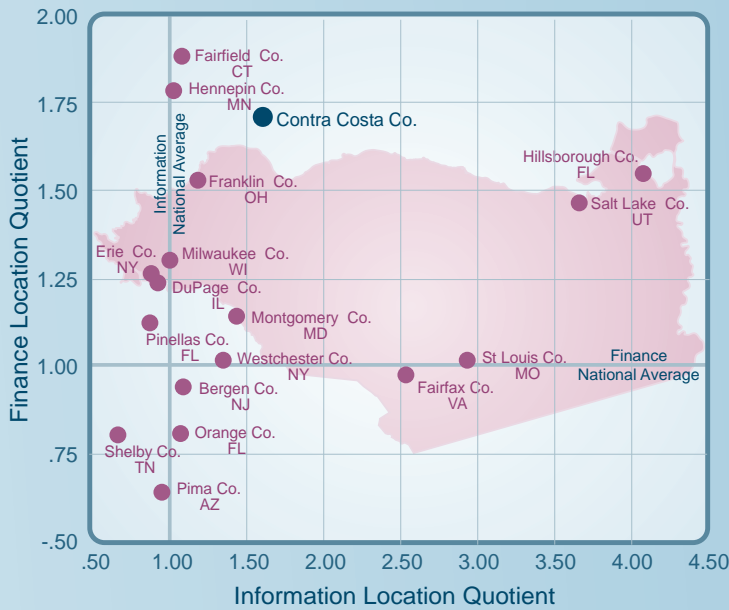 2.00
Fairfield Co.
CT
Hennepin Co.
MN
1.75
Contra Costa Co.
Information
National Average
Hillsborough Co.
FL
1.50
Franklin Co.
OH
Salt Lake Co.
UT
Erie Co.
NY
Milwaukee Co.
WI
1.25
DuPage Co.
IL
Montgomery Co.
MD
Pinellas Co.
FL
1.00
Westchester Co.
NY
St Louis Co.
MO
Finance
National Average
Bergen Co.
NJ
Fairfax Co.
VA
.75
Orange Co.
FL
Shelby Co.
TN
Pima Co.
AZ
-.50
Finance Location Quotient
.50 1.00 1.50 2.00 2.50 3.00 3.50 4.00 4.50
Information Location Quotient